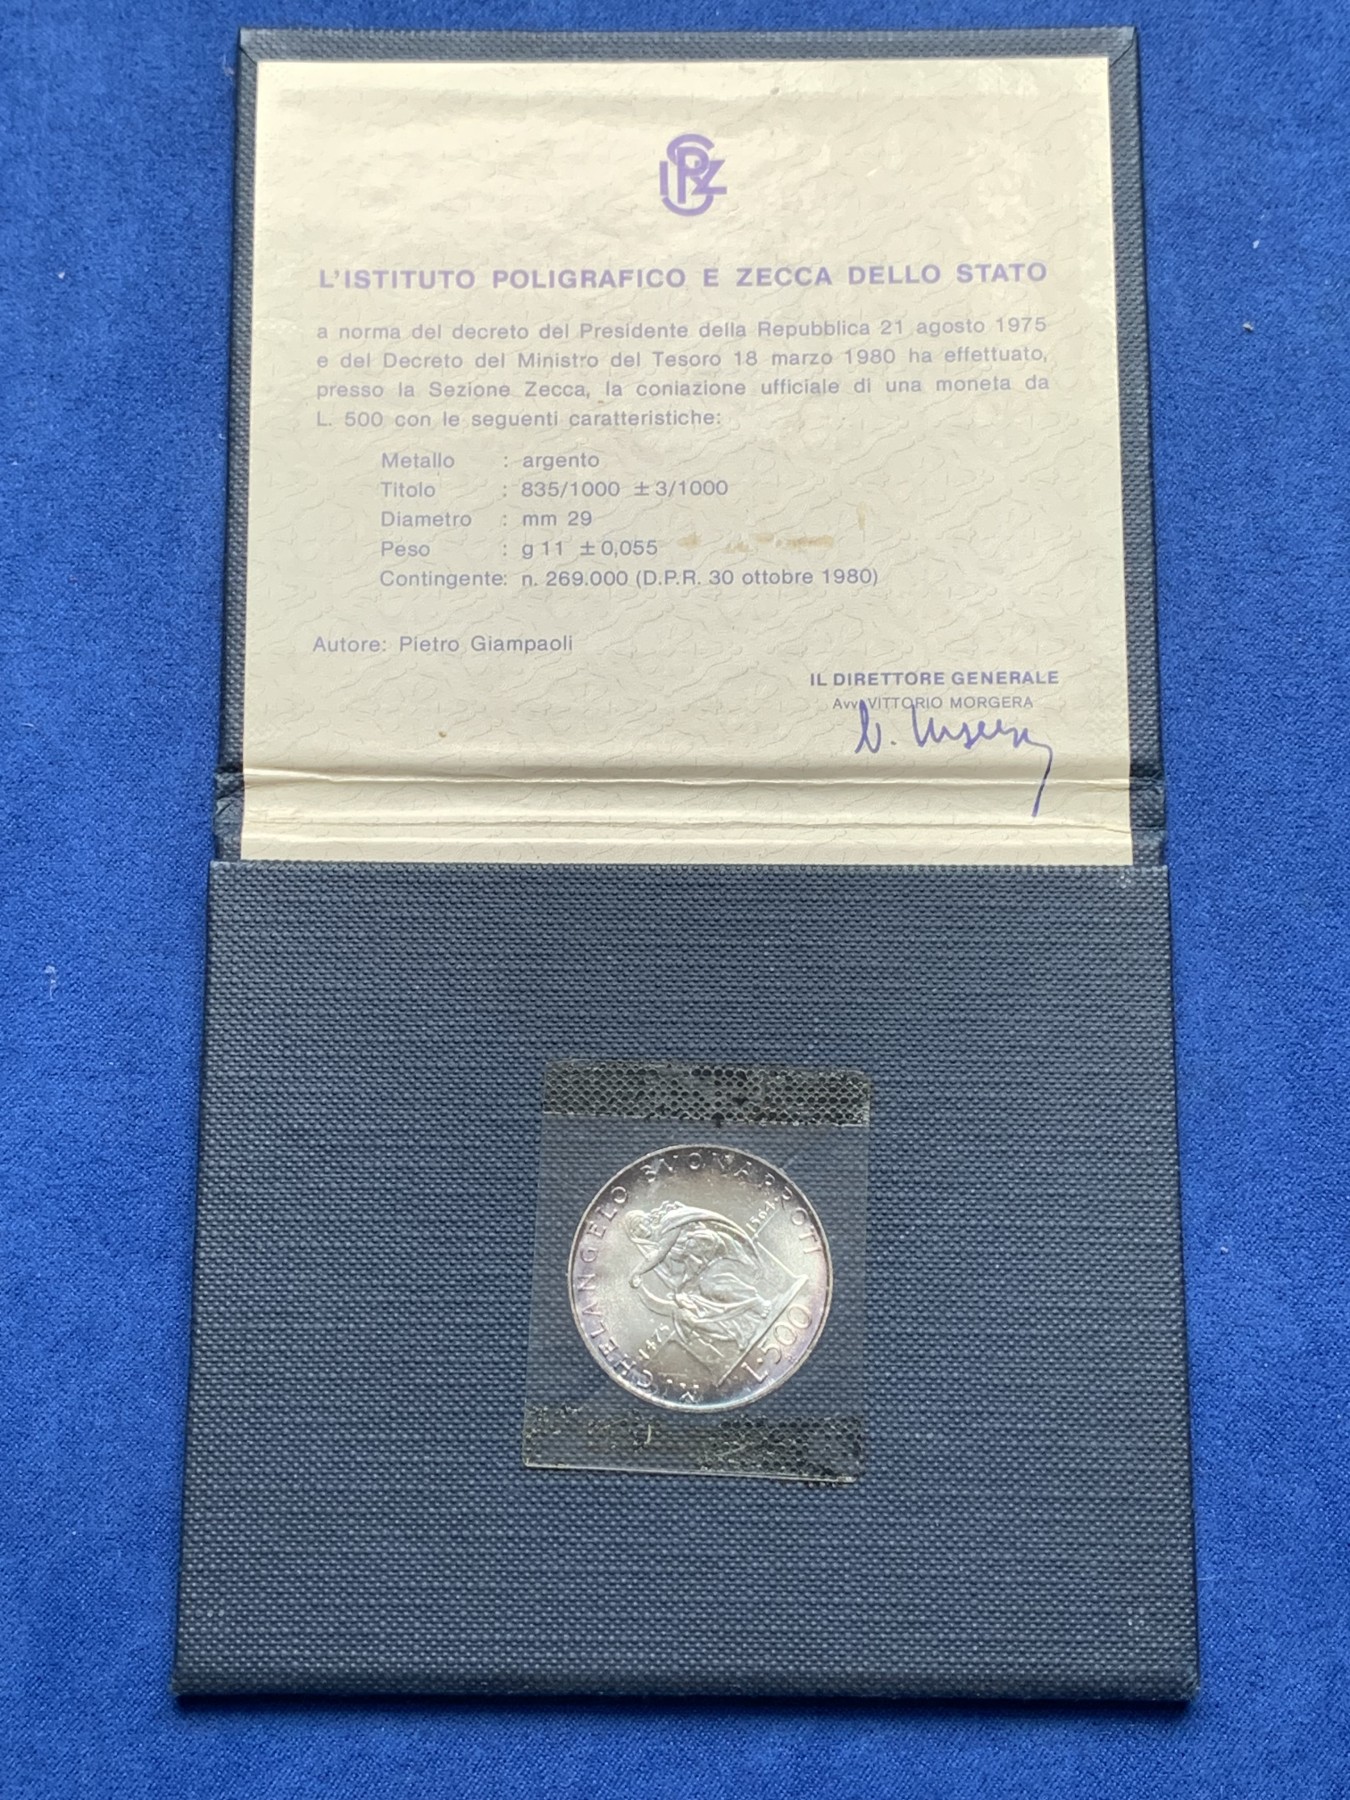 IPZS
L'ISTITUTO POLIGRAFICO E ZECCA DELLO STATO
a norma del decreto del Presidente della Repubblica 21 agosto 1975
e del Decreto del Ministro del Tesoro 18 marzo 1980 ha effettuato,
presso la Sezione Zecca, la coniazione ufficiale di una moneta da
L. 500 con le seguenti caratteristiche:
Metallo : argento
Titolo : 835/1000 ± 3/1000
Diametro : mm 29
Peso : g 11 ± 0,055
Contingente: n. 269.000 (D.P.R. 30 ottobre 1980)
Autore: Pietro Giampaoli
IL DIRETTORE GENERALE
Avv. VITTORIO MORGERA
MICHELANGELO BVONARROTI
1475
1564
L. 500